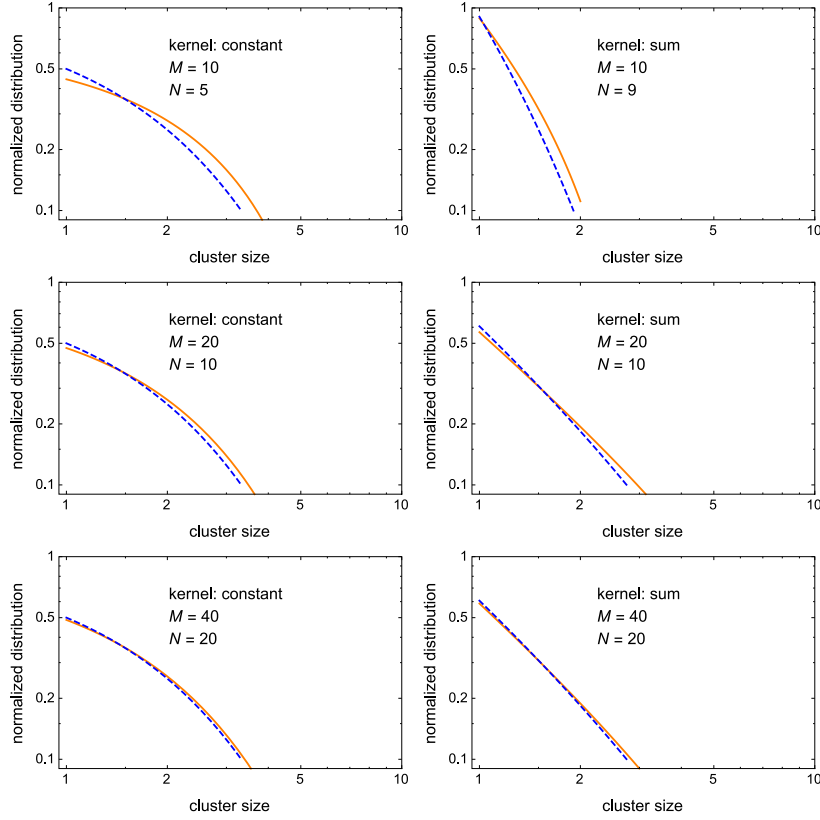 1
0.5
0.2
0.1
normalized distribution
kernel: constant
M = 10
N = 5
1 2 5 10
cluster size
1
0.5
0.2
0.1
normalized distribution
kernel: sum
M = 10
N = 9
1 2 5 10
cluster size
1
0.5
0.2
0.1
normalized distribution
kernel: constant
M = 20
N = 10
1 2 5 10
cluster size
1
0.5
0.2
0.1
normalized distribution
kernel: sum
M = 20
N = 10
1 2 5 10
cluster size
1
0.5
0.2
0.1
normalized distribution
kernel: constant
M = 40
N = 20
1 2 5 10
cluster size
1
0.5
0.2
0.1
normalized distribution
kernel: sum
M = 40
N = 20
1 2 5 10
cluster size